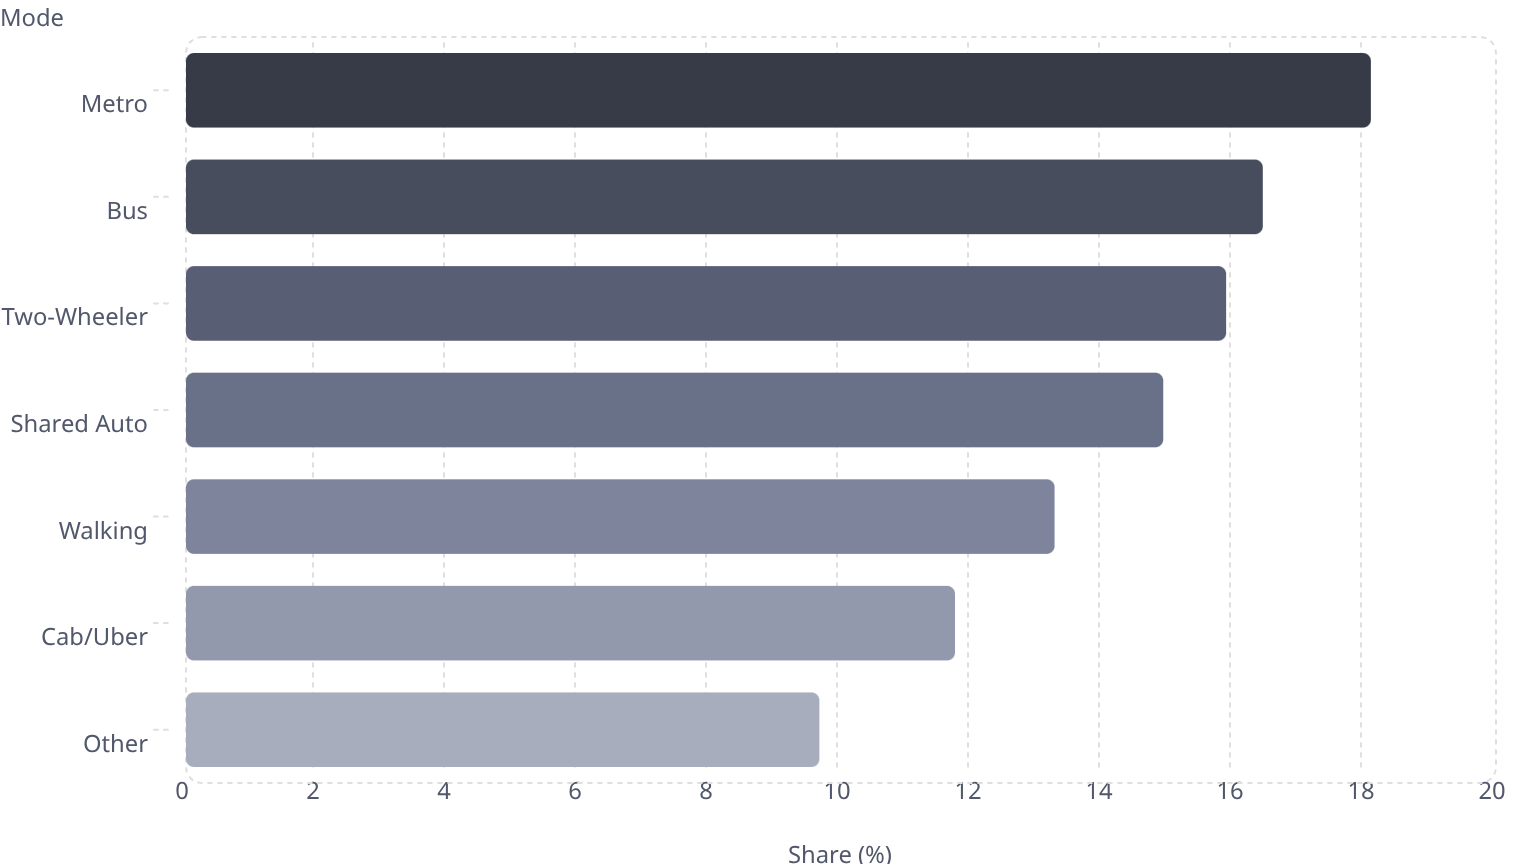 Mode
Metro
Bus
Two-Wheeler
Shared Auto
Walking
Cab/Uber
Other
0 2 4 6 8 10 12 14 16 18 20
Share (%)